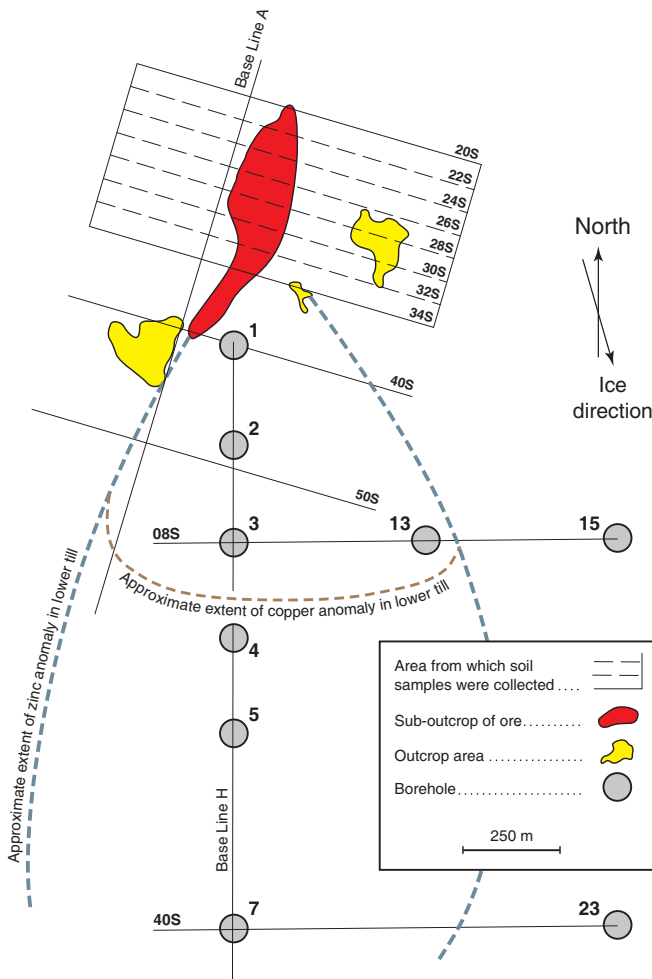 Base Line A
20S
22S
24S
26S
28S
30S
32S
34S
North
Ice
direction
1
40S
2
50S
08S
3
13
15
Approximate extent of copper anomaly in lower till
Approximate extent of zinc anomaly in lower till
4
5
Base Line H
Area from which soil
samples were collected ....
Sub-outcrop of ore...........
Outcrop area ..................
Borehole.........................
250 m
40S
7
23